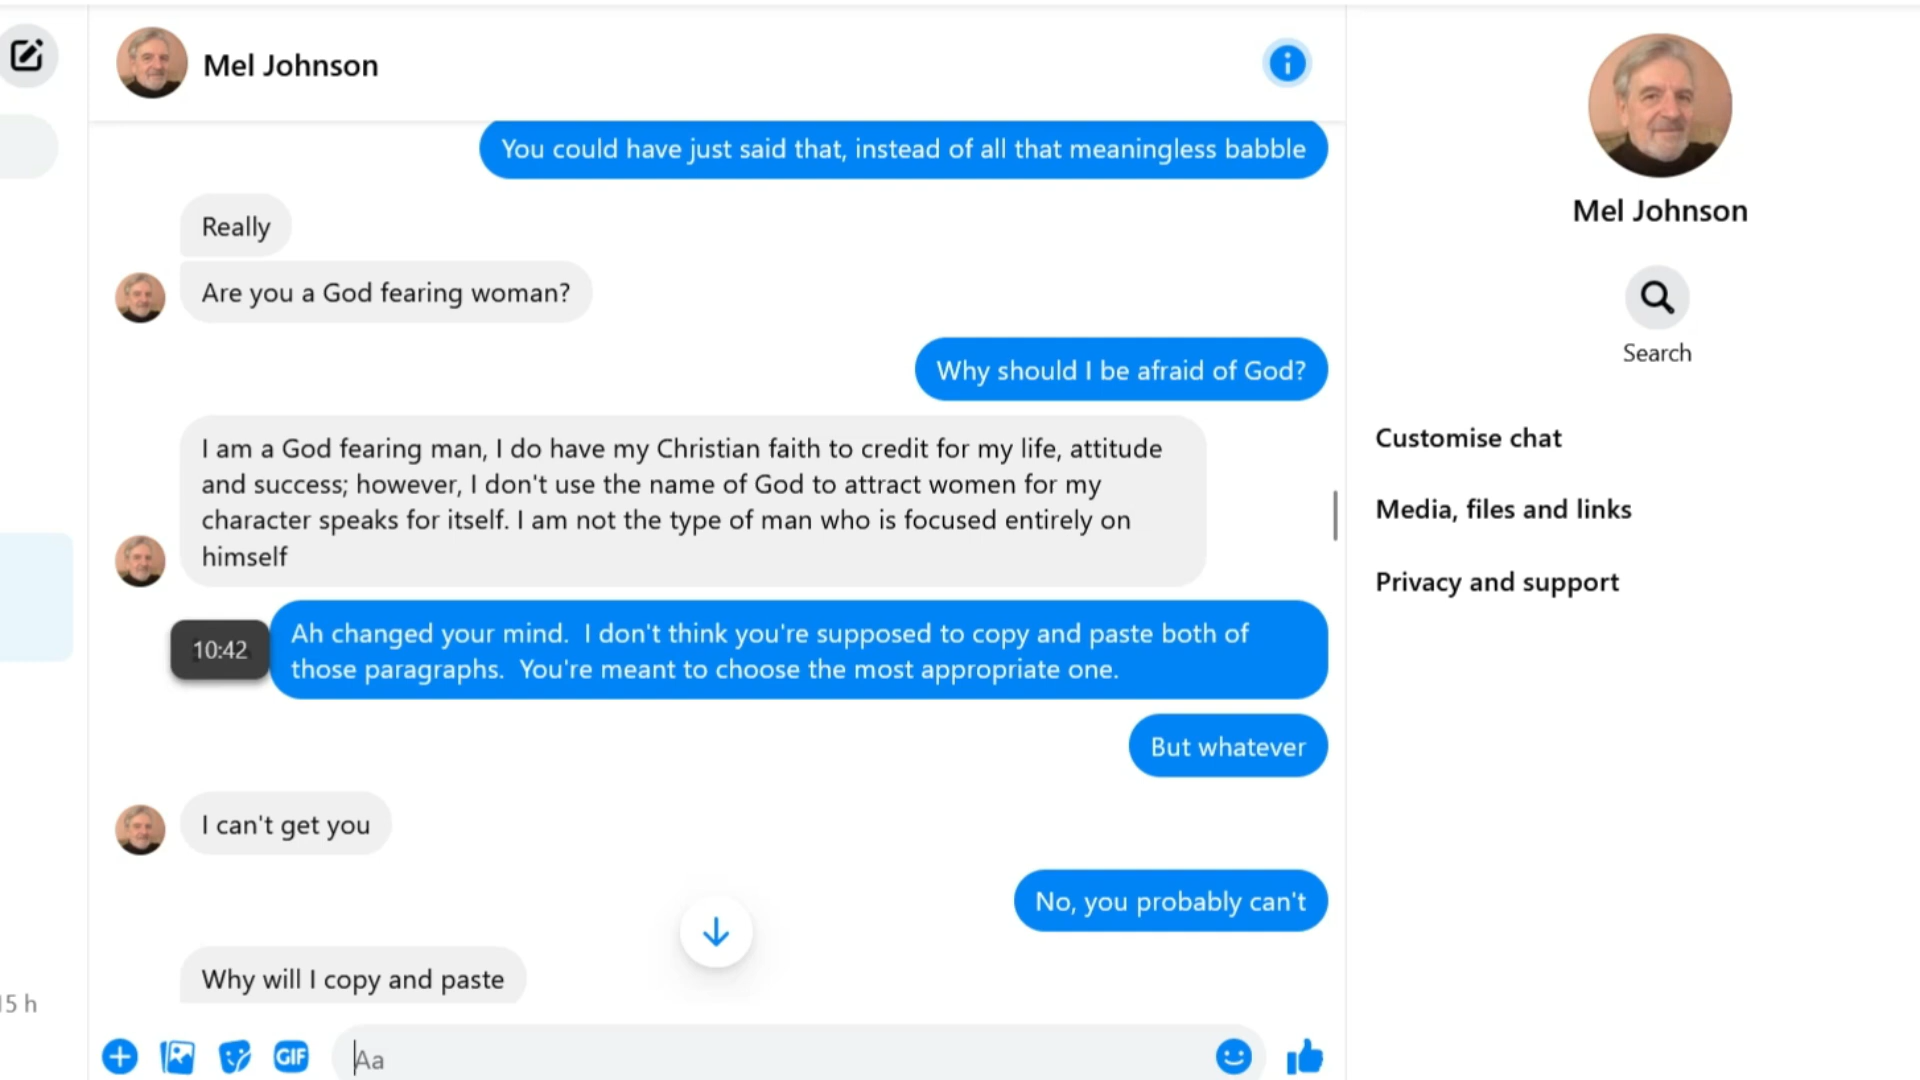 Mel Johnson
You could have just said that, instead of all that meaningless babble
Really
Are you a God fearing woman?
Why should I be afraid of God?
I am a God fearing man, I do have my Christian faith to credit for my life, attitude
and success; however, I don't use the name of God to attract women for my
character speaks for itself. I am not the type of man who is focused entirely on
himself
10:42
Ah changed your mind.  I don't think you're supposed to copy and paste both of
those paragraphs.  You're meant to choose the most appropriate one.
But whatever
I can't get you
No, you probably can't
Why will I copy and paste
15 h
GIF
Aa
Mel Johnson
Search
Customise chat
Media, files and links
Privacy and support